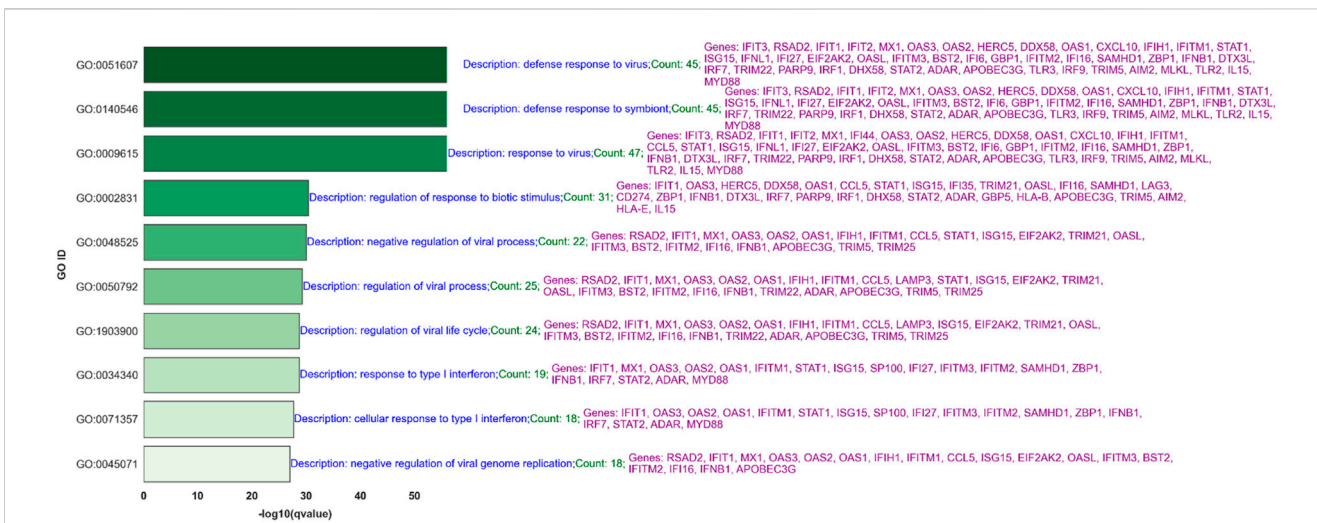 Genes: IFIT3, RSAD2, IFIT1, IFIT2, MX1, OAS3, OAS2, HERC5, DDX58, OAS1, CXCL10, IFIH1, IFITM1, STAT1,
GO:0051607 Description: defense response to virus;Count: 45; ISG15, IFNL1, IFI27, EIF2AK2, OASL, IFITM3, BST2, IFI6, GBP1, IFITM2, IFI16, SAMHD1, ZBP1, IFNB1, DTX3L,
IRF7, TRIM22, PARP9, IRF1, DHX58, STAT2, ADAR, APOBEC3G, TLR3, IRF9, TRIM5, AIM2, MLKL, TLR2, IL15,
MYD88
Genes: IFIT3, RSAD2, IFIT1, IFIT2, MX1, OAS3, OAS2, HERC5, DDX58, OAS1, CXCL10, IFIH1, IFITM1, STAT1,
GO:0140546 Description: defense response to symbiont;Count: 45; ISG15, IFNL1, IFI27, EIF2AK2, OASL, IFITM3, BST2, IFI6, GBP1, IFITM2, IFI16, SAMHD1, ZBP1, IFNB1, DTX3L,
IRF7, TRIM22, PARP9, IRF1, DHX58, STAT2, ADAR, APOBEC3G, TLR3, IRF9, TRIM5, AIM2, MLKL, TLR2, IL15,
MYD88
Genes: IFIT3, RSAD2, IFIT1, IFIT2, MX1, IFI44, OAS3, OAS2, HERC5, DDX58, OAS1, CXCL10, IFIH1, IFITM1,
GO:0009615 Description: response to virus;Count: 47; CCL5, STAT1, ISG15, IFNL1, IFI27, EIF2AK2, OASL, IFITM3, BST2, IFI6, GBP1, IFITM2, IFI16, SAMHD1, ZBP1,
IFNB1, DTX3L, IRF7, TRIM22, PARP9, IRF1, DHX58, STAT2, ADAR, APOBEC3G, TLR3, IRF9, TRIM5, AIM2, MLKL,
TLR2, IL15, MYD88
Genes: IFIT1, OAS3, HERC5, DDX58, OAS1, CCL5, STAT1, ISG15, IFI35, TRIM21, OASL, IFI16, SAMHD1, LAG3,
GO:0002831 Description: regulation of response to biotic stimulus;Count: 31; CD274, ZBP1, IFNB1, DTX3L, IRF7, PARP9, IRF1, DHX58, STAT2, ADAR, GBP5, HLA-B, APOBEC3G, TRIM5, AIM2,
HLA-E, IL15
GO:0048525 Description: negative regulation of viral process;Count: 22; Genes: RSAD2, IFIT1, MX1, OAS3, OAS2, OAS1, IFIH1, IFITM1, CCL5, STAT1, ISG15, EIF2AK2, TRIM21, OASL,
IFITM3, BST2, IFITM2, IFI16, IFNB1, APOBEC3G, TRIM5, TRIM25
GO:0050792 Description: regulation of viral process;Count: 25; Genes: RSAD2, IFIT1, MX1, OAS3, OAS2, OAS1, IFIH1, IFITM1, CCL5, LAMP3, STAT1, ISG15, EIF2AK2, TRIM21,
OASL, IFITM3, BST2, IFITM2, IFI16, IFNB1, TRIM22, ADAR, APOBEC3G, TRIM5, TRIM25
GO:1903900 Description: regulation of viral life cycle;Count: 24; Genes: RSAD2, IFIT1, MX1, OAS3, OAS2, OAS1, IFIH1, IFITM1, CCL5, LAMP3, ISG15, EIF2AK2, TRIM21, OASL,
IFITM3, BST2, IFITM2, IFI16, IFNB1, TRIM22, ADAR, APOBEC3G, TRIM5, TRIM25
GO:0034340 Description: response to type I interferon;Count: 19; Genes: IFIT1, MX1, OAS3, OAS2, OAS1, IFITM1, STAT1, ISG15, SP100, IFI27, IFITM3, IFITM2, SAMHD1, ZBP1,
IFNB1, IRF7, STAT2, ADAR, MYD88
GO:0071357 Description: cellular response to type I interferon;Count: 18; Genes: IFIT1, OAS3, OAS2, OAS1, IFITM1, STAT1, ISG15, SP100, IFI27, IFITM3, IFITM2, SAMHD1, ZBP1, IFNB1,
IRF7, STAT2, ADAR, MYD88
GO:0045071 Description: negative regulation of viral genome replication;Count: 18; Genes: RSAD2, IFIT1, MX1, OAS3, OAS2, OAS1, IFIH1, IFITM1, CCL5, ISG15, EIF2AK2, OASL, IFITM3, BST2,
IFITM2, IFI16, IFNB1, APOBEC3G
GO ID
0 10 20 30 40 50
-log10(qvalue)